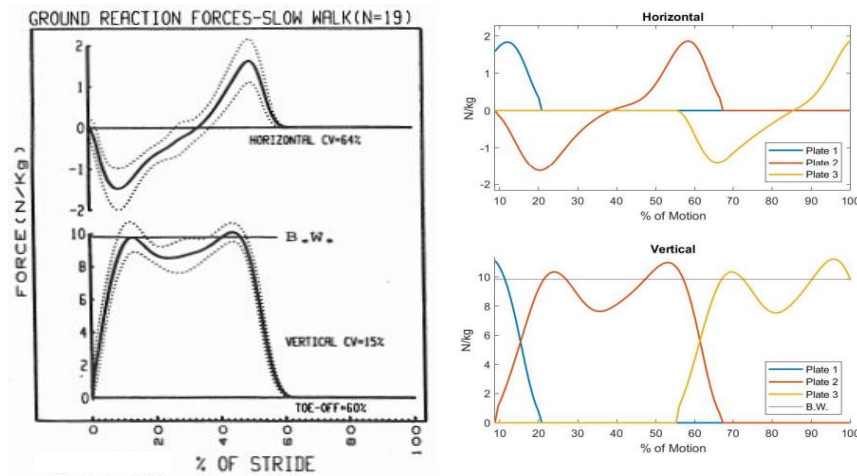 GROUND REACTION FORCES-SLOW WALK(N=19)
2
1
0
-1
-2
HORIZONTAL CV=64%
FORCE(N/Kg)
B.W.
10
8
6
4
2
0
VERTICAL CV=15%
TOE-OFF=60%
0
20
40
60
80
100
% OF STRIDE
Horizontal
N/kg
2
1
0
-1
-2
Plate 1
Plate 2
Plate 3
10 20 30 40 50 60 70 80 90 100
% of Motion
Vertical
N/kg
10
8
6
4
2
0
Plate 1
Plate 2
Plate 3
B.W.
10 20 30 40 50 60 70 80 90 100
% of Motion